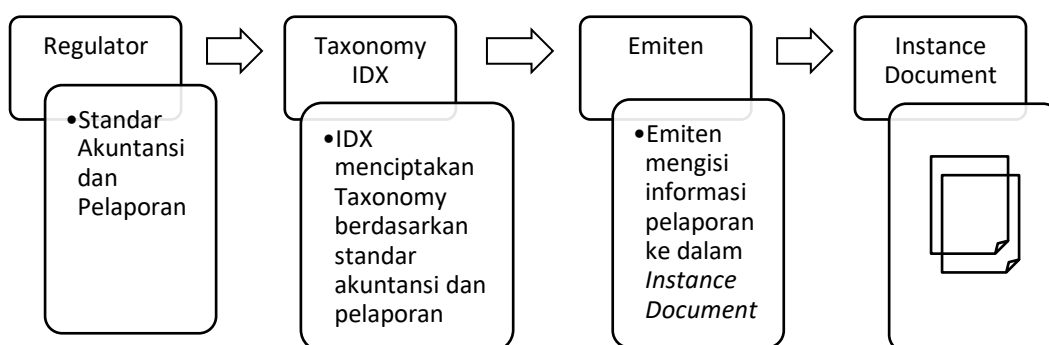 Regulator
•Standar
Akuntansi
dan
Pelaporan
Taxonomy
IDX
•IDX
menciptakan
Taxonomy
berdasarkan
standar
akuntansi dan
pelaporan
Emiten
•Emiten
mengisi
informasi
pelaporan
ke dalam
Instance
Document
Instance
Document